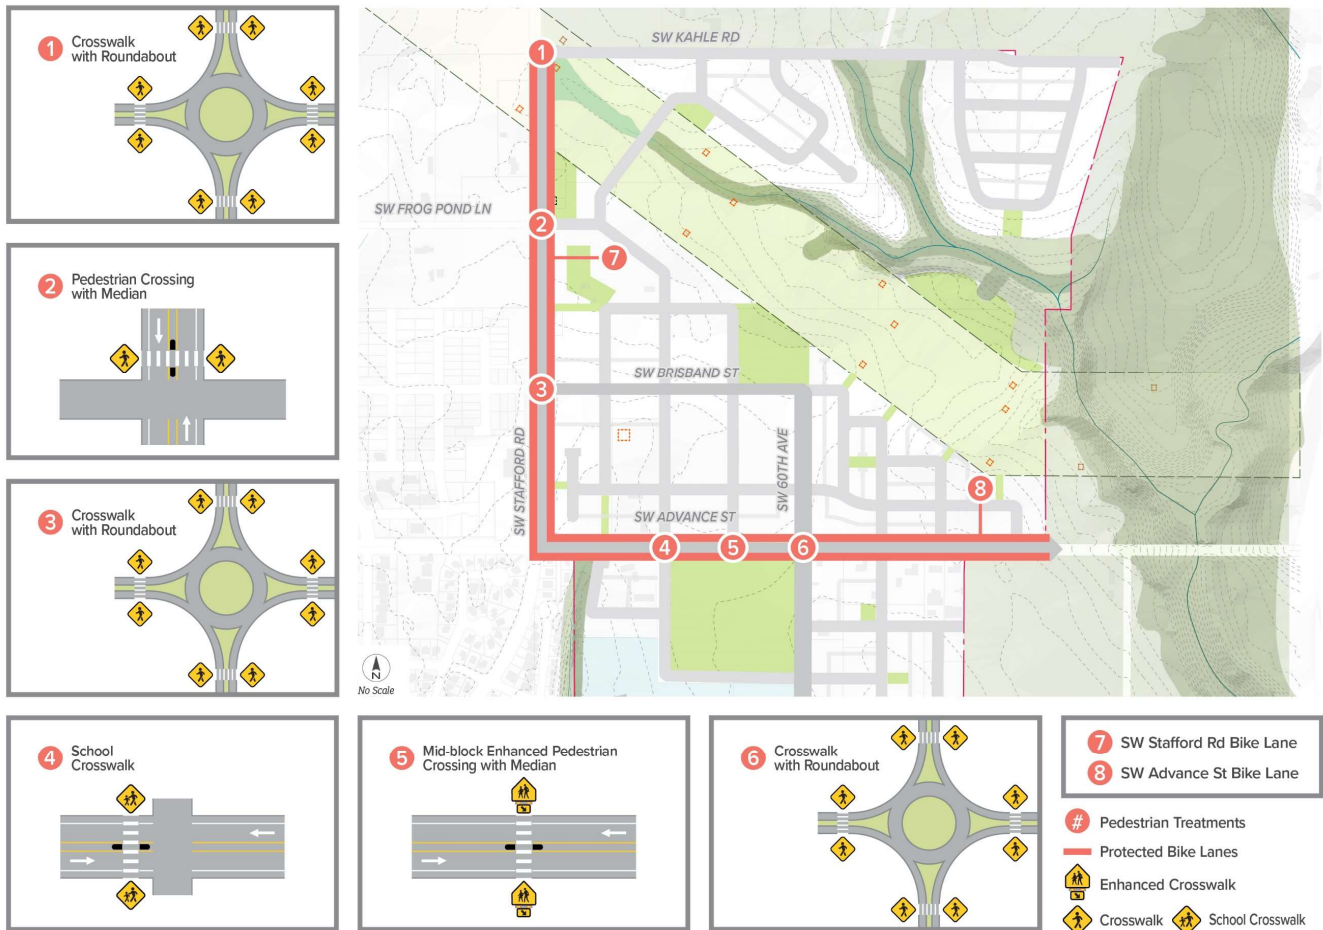 1 Crosswalk
with Roundabout
2 Pedestrian Crossing
with Median
3 Crosswalk
with Roundabout
SW KAHLE RD
1
SW FROG POND LN
2
7
SW BRISBAND ST
3
SW STAFFORD RD
SW 60TH AVE
8
SW ADVANCE ST
4
5
6
N
No Scale
4 School
Crosswalk
5 Mid-block Enhanced Pedestrian
Crossing with Median
6 Crosswalk
with Roundabout
7 SW Stafford Rd Bike Lane
8 SW Advance St Bike Lane
# Pedestrian Treatments
Protected Bike Lanes
Enhanced Crosswalk
Crosswalk
School Crosswalk